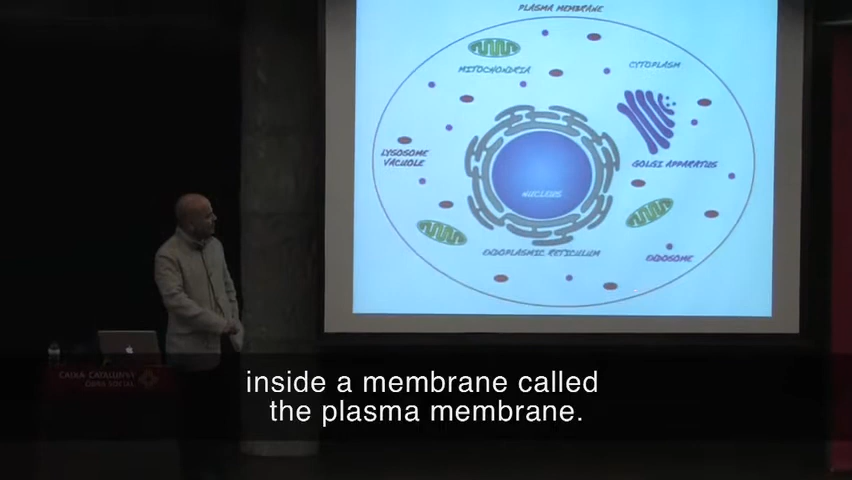 PLASMA MEMBRANE
MITOCHONDRIA
CYTOPLASM
LYSOSOME
VACUOLE
GOLGI APPARATUS
NUCLEUS
ENDOPLASMIC RETICULUM
ENDOSOME
CAIXA CATALUNYA
OBRA SOCIAL
inside a membrane called
the plasma membrane.